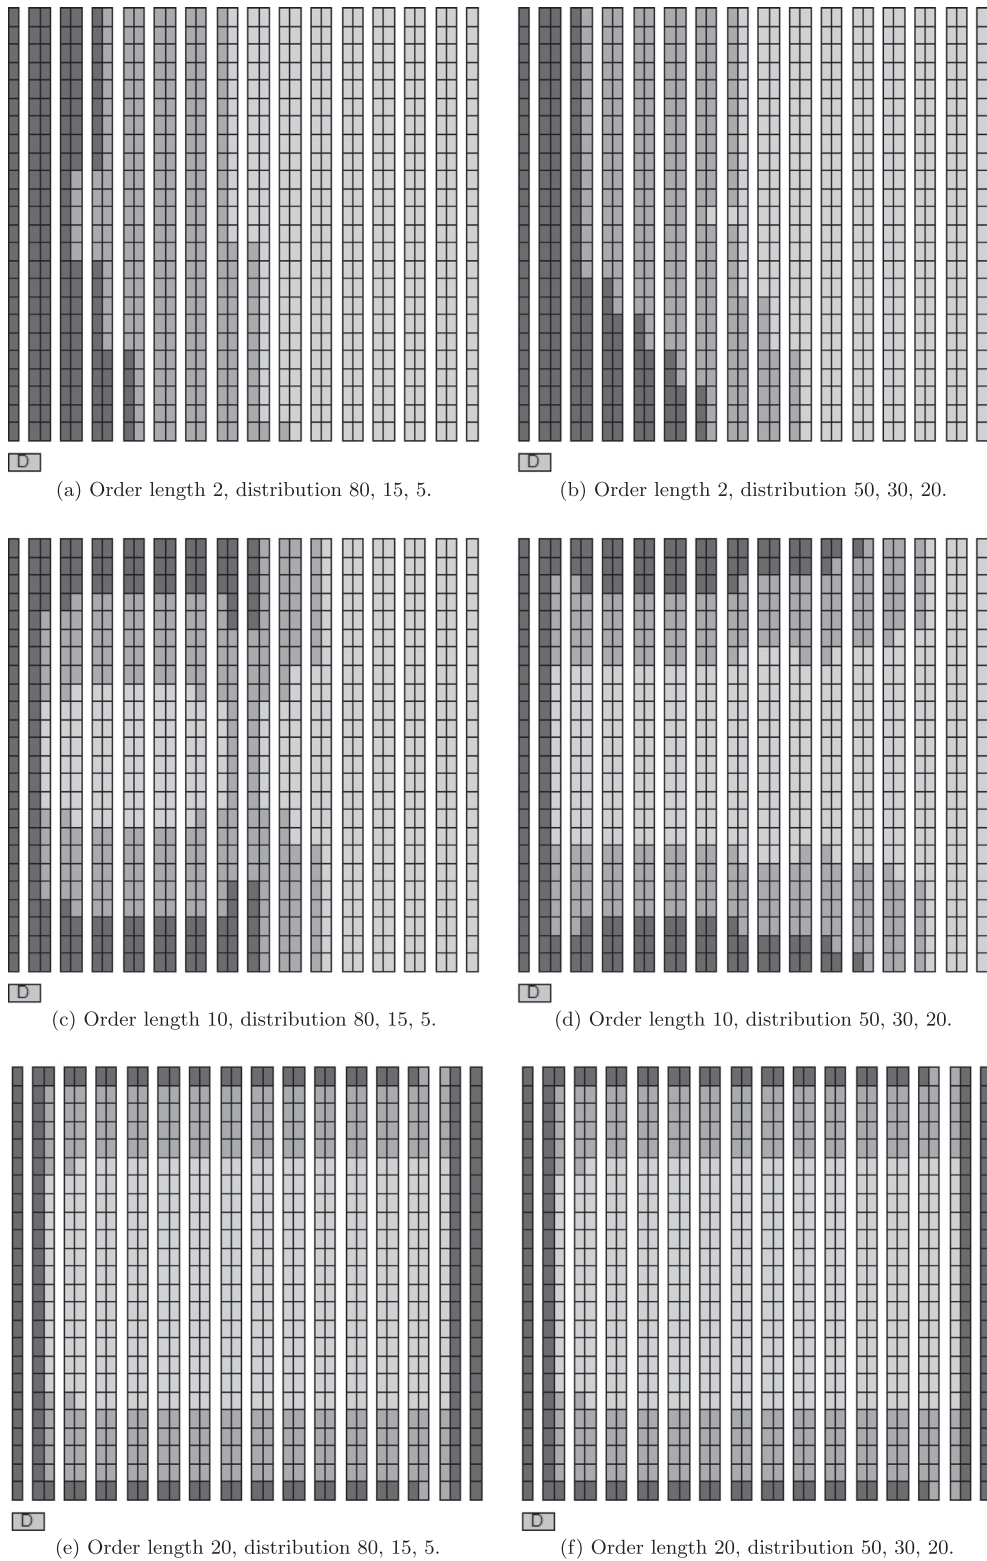 D
D
(a) Order length 2, distribution 80, 15, 5.
(b) Order length 2, distribution 50, 30, 20.
D
D
(c) Order length 10, distribution 80, 15, 5.
(d) Order length 10, distribution 50, 30, 20.
D
D
(e) Order length 20, distribution 80, 15, 5.
(f) Order length 20, distribution 50, 30, 20.